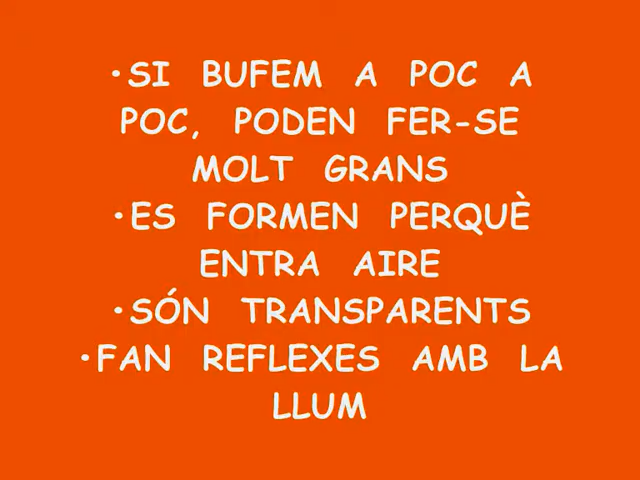 •SI BUFEM A POC A
POC, PODEN FER-SE
MOLT GRANS
•ES FORMEN PERQUÈ
ENTRA AIRE
•SÓN TRANSPARENTS
•FAN REFLEXES AMB LA
LLUM